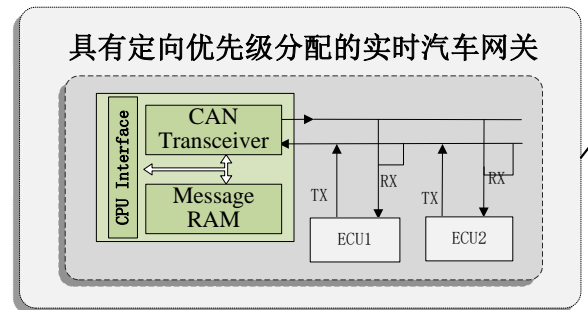 具有定向优先级分配的实时汽车网关
CPU Interface
CAN
Transceiver
Message
RAM
TX
RX
TX
RX
ECU1
ECU2